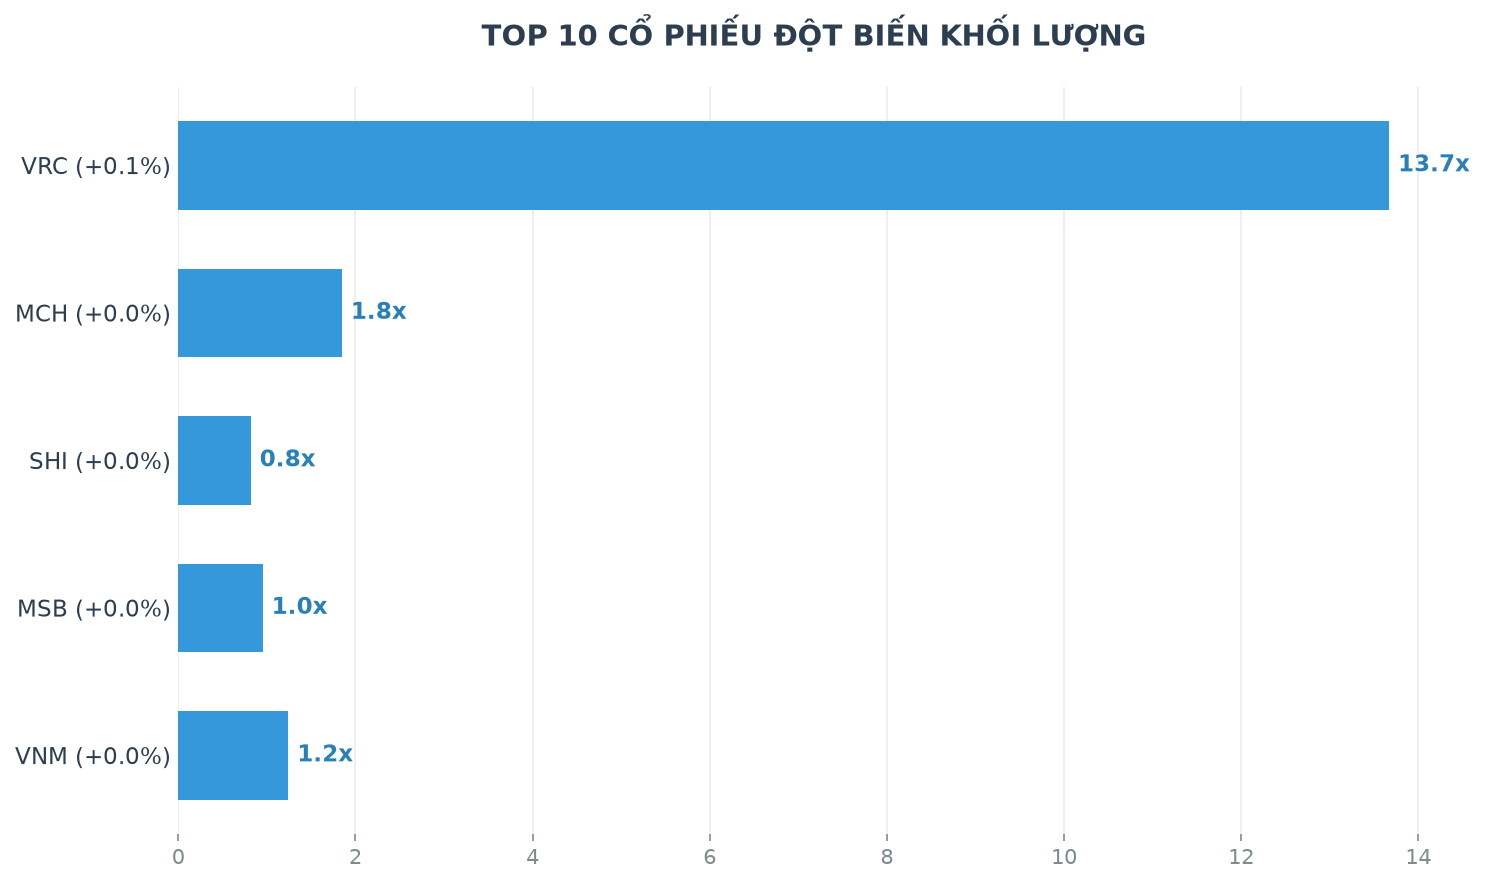 TOP 10 CỔ PHIẾU ĐỘT BIẾN KHỐI LƯỢNG
VRC (+0.1%) 13.7x
MCH (+0.0%) 1.8x
SHI (+0.0%) 0.8x
MSB (+0.0%) 1.0x
VNM (+0.0%) 1.2x
0 2 4 6 8 10 12 14